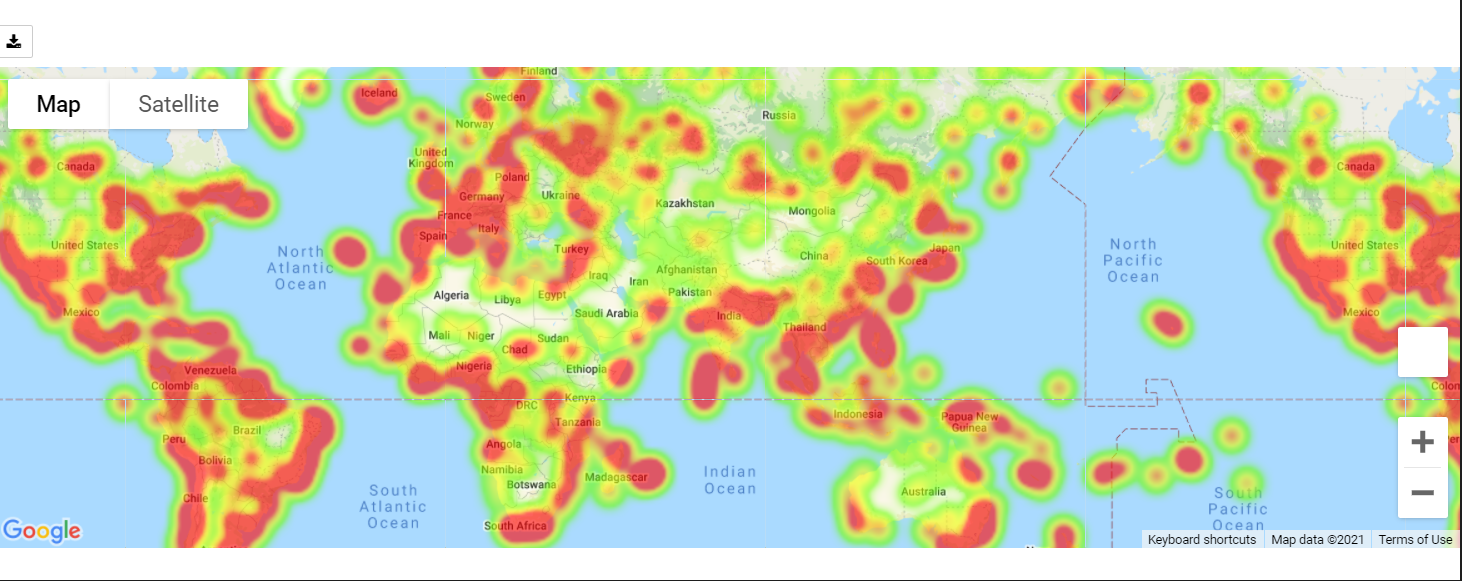 Finland
Map
Satellite
Iceland
Sweden
Norway
Russia
United
Kingdom
Canada
Canada
Poland
Germany
Ukraine
Kazakhstan
Mongolia
France
Spain
Italy
Turkey
United States
United States
North
Atlantic
Ocean
North
Pacific
Ocean
Japan
South Korea
China
Afghanistan
Iraq
Iran
Pakistan
Algeria
Libya
Egypt
Saudi Arabia
Mexico
Mexico
India
Thailand
Mali
Niger
Sudan
Chad
Nigeria
Ethiopia
Venezuela
Colombia
Colom
DRC
Kenya
Tanzania
Indonesia
Papua New
Guinea
Peru
Brazil
Bolivia
Angola
Namibia
Botswana
Madagascar
Indian
Ocean
Australia
Chile
South
Atlantic
Ocean
South
Pacific
Ocean
South Africa
Google
Keyboard shortcuts
Map data ©2021
Terms of Use